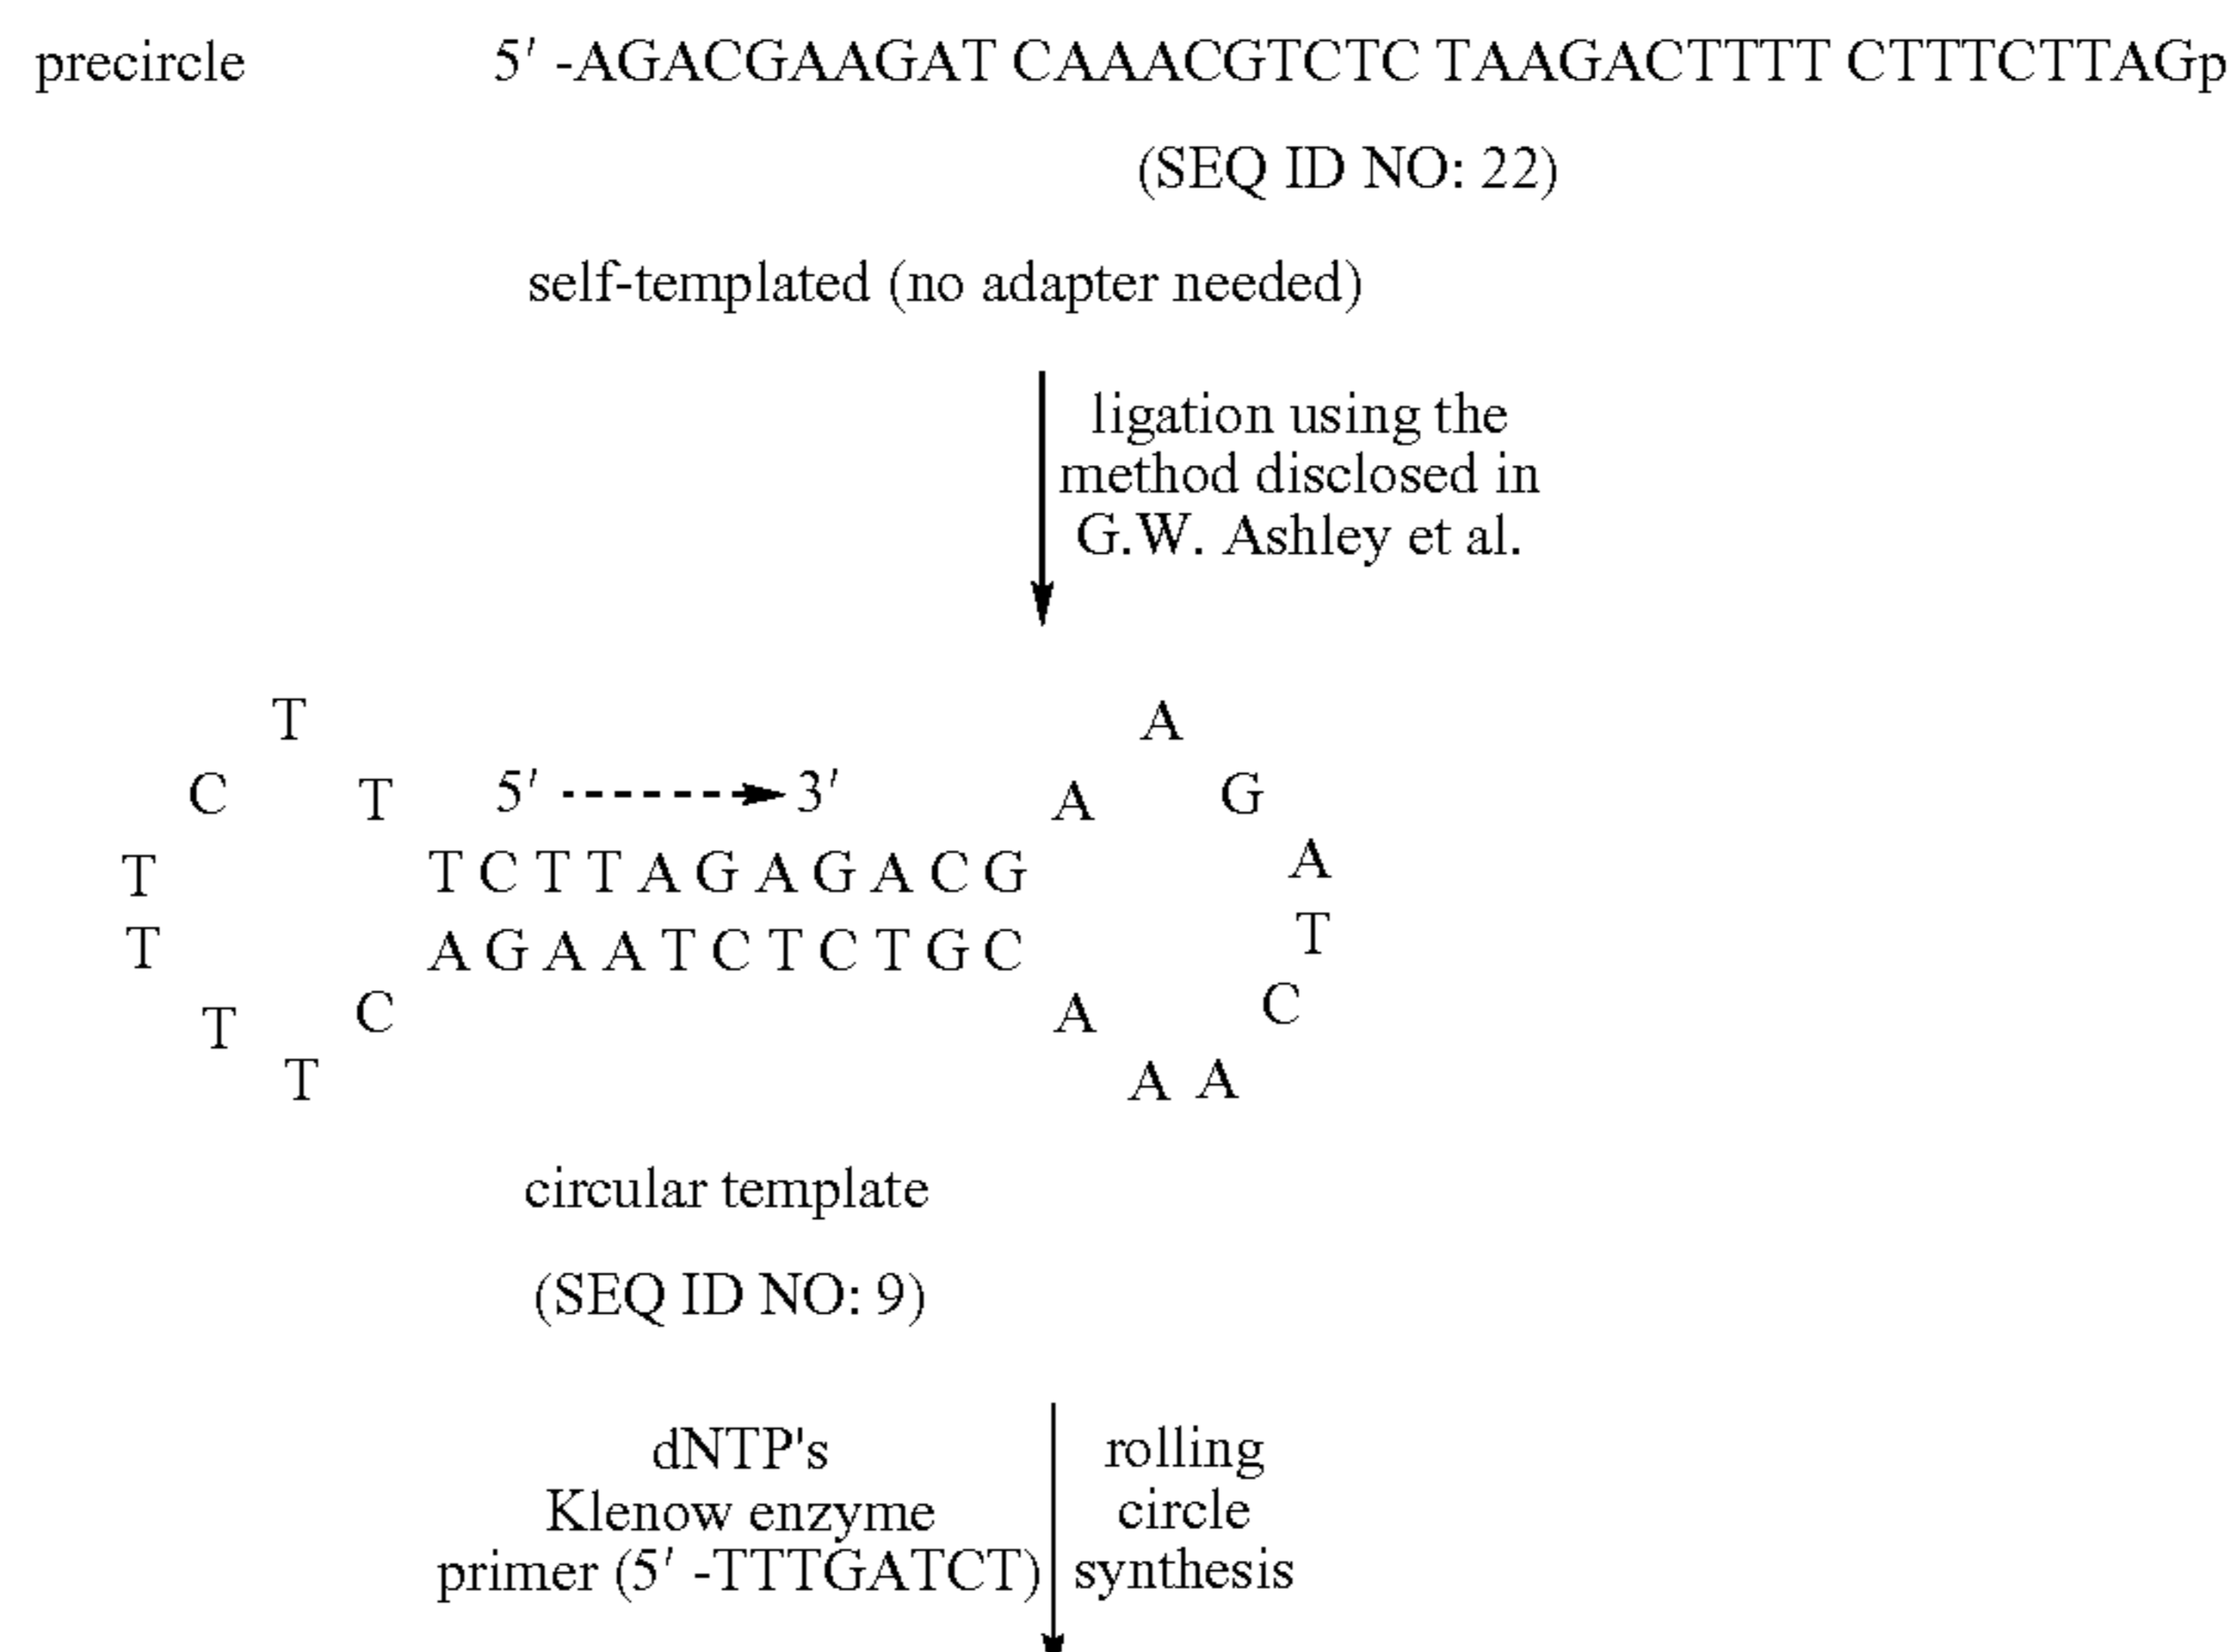 precircle 5′ -AGACGAAGAT CAAACGTCTC TAAGACTTTT CTTTCTTAGp
(SEQ ID NO: 22)
self-templated (no adapter needed)
ligation using the
method disclosed in
G.W. Ashley et al.
T A
C T 5′ 3′ A G
T T C T T A G A G A C G A
T A G A A T C T C T G C T
T C A C
T A A
circular template
(SEQ ID NO: 9)
dNTP's rolling
Klenow enzyme circle
primer (5′ -TTTGATCT) synthesis